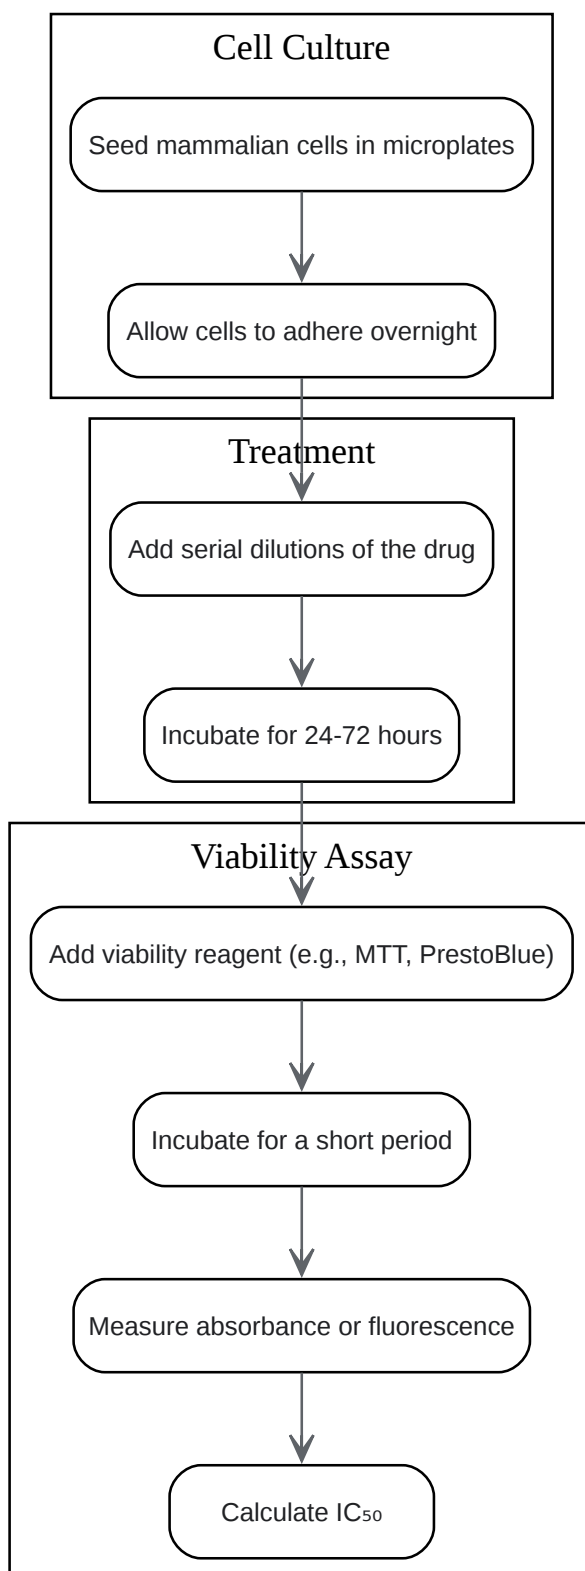 Cell Culture
Seed mammalian cells in microplates
Allow cells to adhere overnight
Treatment
Add serial dilutions of the drug
Incubate for 24-72 hours
Viability Assay
Add viability reagent (e.g., MTT, PrestoBlue)
Incubate for a short period
Measure absorbance or fluorescence
Calculate IC₅₀